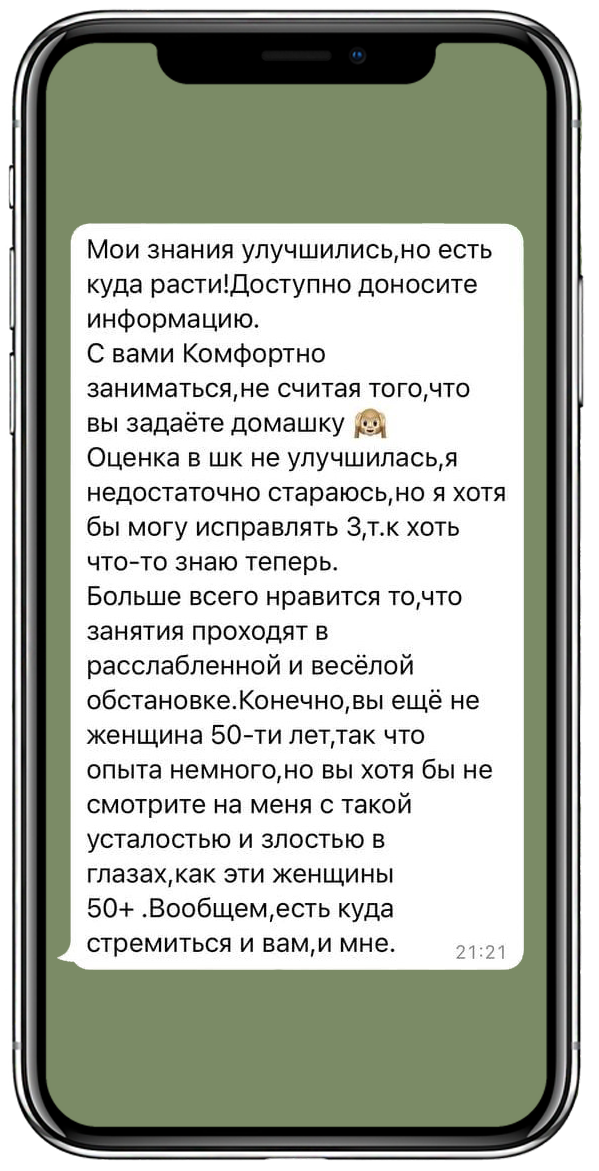 Мои знания улучшились,но есть
куда расти!Доступно доносите
информацию.
С вами Комфортно
заниматься,не считая того,что
вы задаёте домашку 🙉
Оценка в шк не улучшилась,я
недостаточно стараюсь,но я хотя
бы могу исправлять 3,т.к хоть
что-то знаю теперь.
Больше всего нравится то,что
занятия проходят в
расслабленной и весёлой
обстановке.Конечно,вы ещё не
женщина 50-ти лет,так что
опыта немного,но вы хотя бы не
смотрите на меня с такой
усталостью и злостью в
глазах,как эти женщины
50+ .Вообщем,есть куда
стремиться и вам,и мне.
21:21